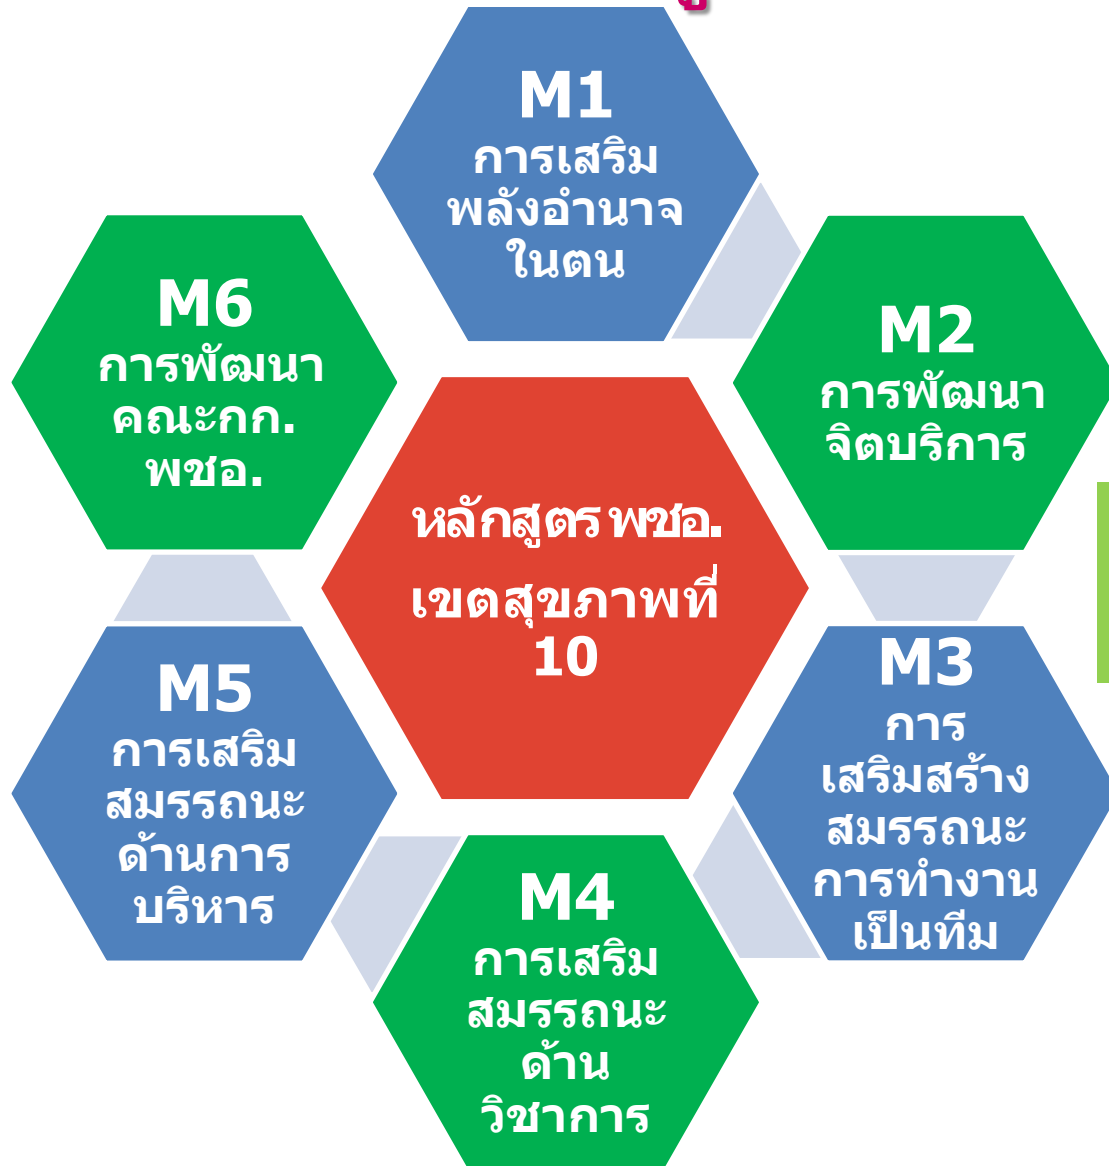 M1
การเสริม
พลังอำนาจ
ในตน
M2
การพัฒนา
จิตบริการ
M3
การ
เสริมสร้าง
สมรรถนะ
การทำงาน
เป็นทีม
M4
การเสริม
สมรรถนะ
ด้าน
วิชาการ
M5
การเสริม
สมรรถนะ
ด้านการ
บริหาร
M6
การพัฒนา
คณะกก.
พชอ.
หลักสูตร พชอ.
เขตสุขภาพที่
10